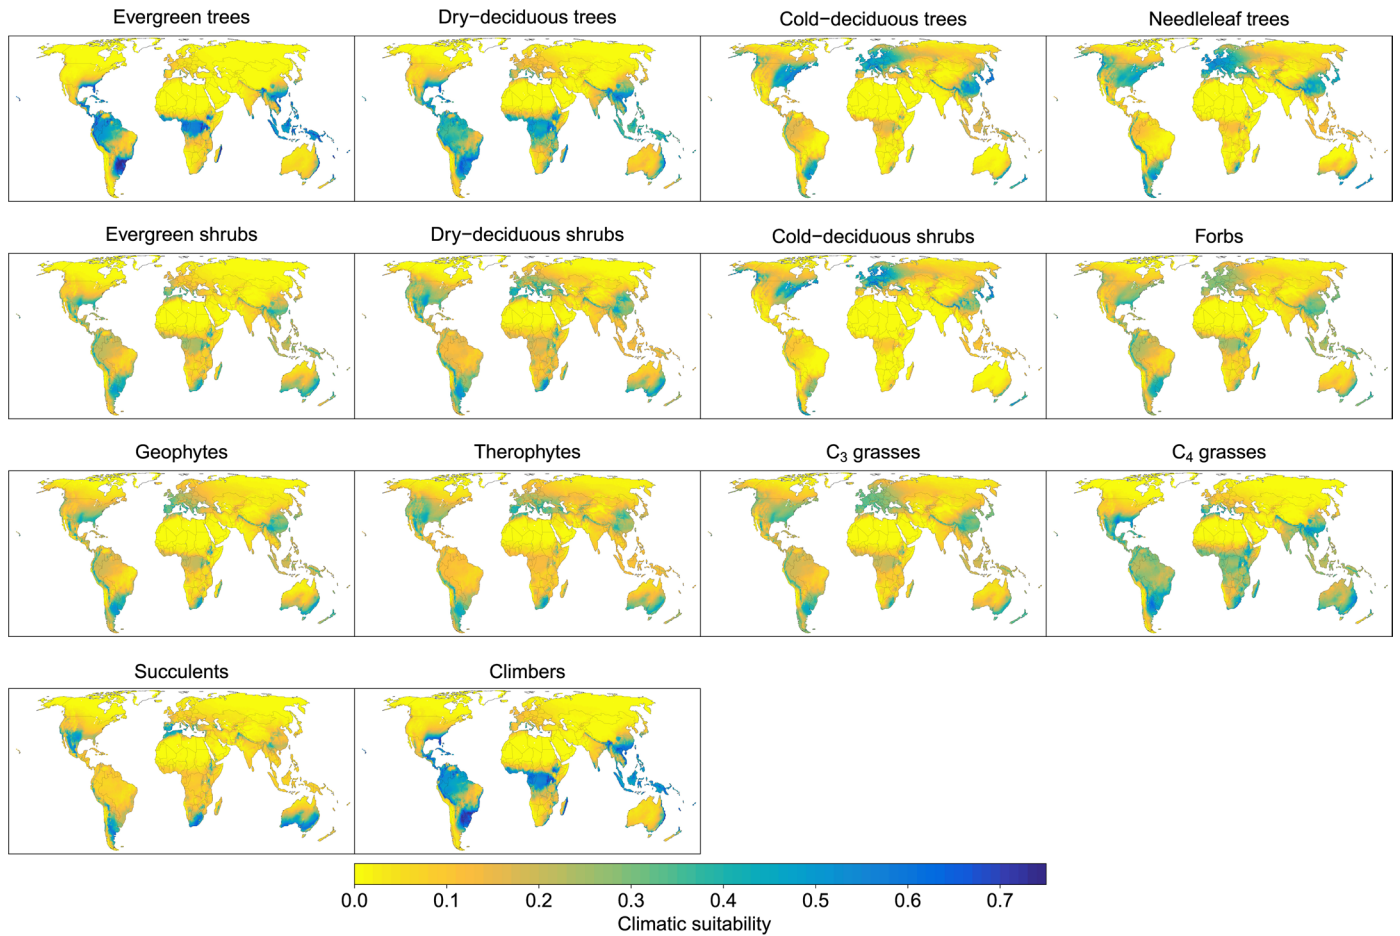 Evergreen trees
Dry−deciduous trees
Cold−deciduous trees
Needleleaf trees
Evergreen shrubs
Dry−deciduous shrubs
Cold−deciduous shrubs
Forbs
Geophytes
Therophytes
C₃ grasses
C₄ grasses
Succulents
Climbers
0.0 0.1 0.2 0.3 0.4 0.5 0.6 0.7
Climatic suitability